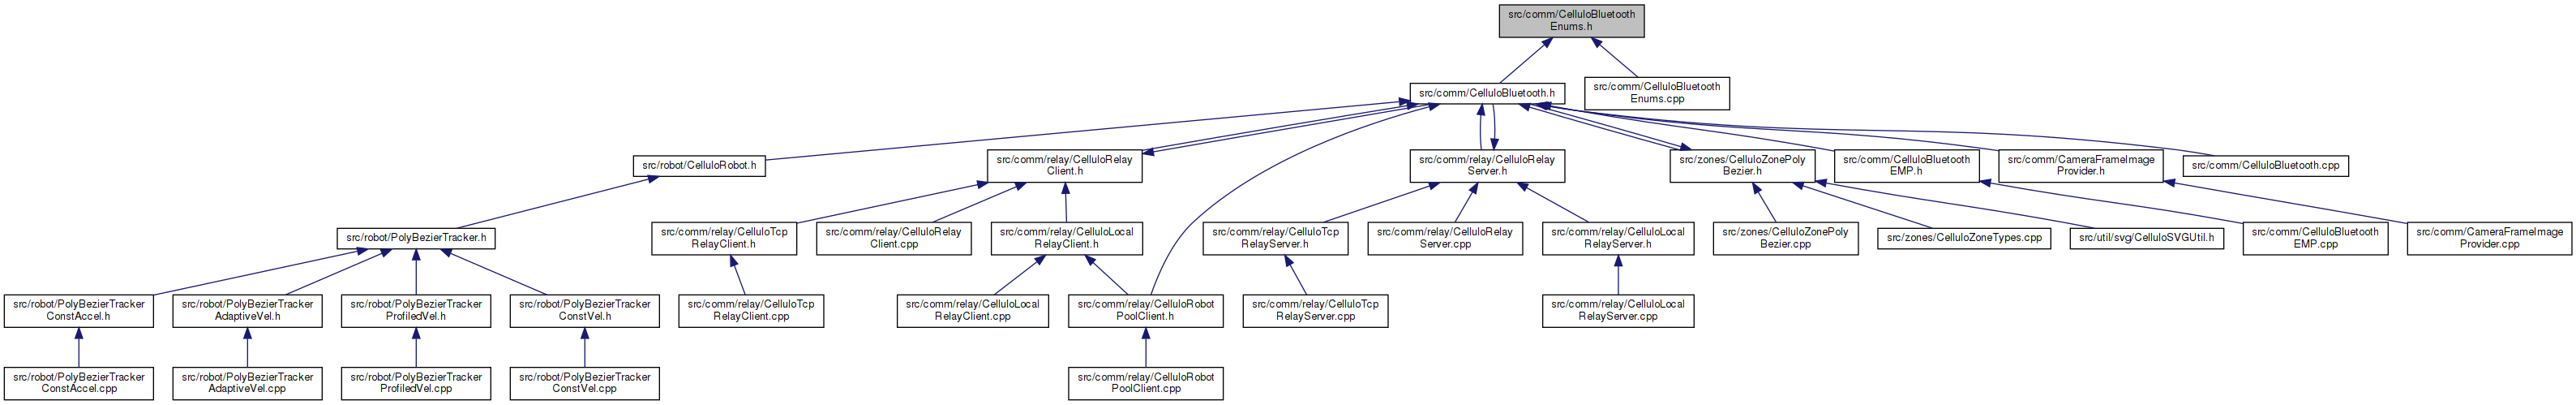 src/comm/CelluloBluetooth
Enums.h
src/comm/CelluloBluetooth.h
src/comm/CelluloBluetooth
Enums.cpp
src/robot/CelluloRobot.h
src/comm/relay/CelluloRelay
Client.h
src/comm/relay/CelluloRelay
Server.h
src/zones/CelluloZonePoly
Bezier.h
src/comm/CelluloBluetooth
EMP.h
src/comm/CameraFrameImage
Provider.h
src/comm/CelluloBluetooth.cpp
src/robot/PolyBezierTracker.h
src/comm/relay/CelluloTcp
RelayClient.h
src/comm/relay/CelluloRelay
Client.cpp
src/comm/relay/CelluloLocal
RelayClient.h
src/comm/relay/CelluloTcp
RelayServer.h
src/comm/relay/CelluloRelay
Server.cpp
src/comm/relay/CelluloLocal
RelayServer.h
src/zones/CelluloZonePoly
Bezier.cpp
src/zones/CelluloZoneTypes.cpp
src/util/svg/CelluloSVGUtil.h
src/comm/CelluloBluetooth
EMP.cpp
src/comm/CameraFrameImage
Provider.cpp
src/robot/PolyBezierTracker
ConstAccel.h
src/robot/PolyBezierTracker
AdaptiveVel.h
src/robot/PolyBezierTracker
ProfiledVel.h
src/robot/PolyBezierTracker
ConstVel.h
src/comm/relay/CelluloTcp
RelayClient.cpp
src/comm/relay/CelluloLocal
RelayClient.cpp
src/comm/relay/CelluloRobot
PoolClient.h
src/comm/relay/CelluloTcp
RelayServer.cpp
src/comm/relay/CelluloLocal
RelayServer.cpp
src/robot/PolyBezierTracker
ConstAccel.cpp
src/robot/PolyBezierTracker
AdaptiveVel.cpp
src/robot/PolyBezierTracker
ProfiledVel.cpp
src/robot/PolyBezierTracker
ConstVel.cpp
src/comm/relay/CelluloRobot
PoolClient.cpp